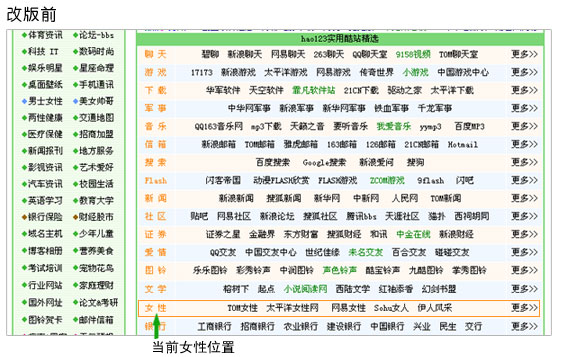 改版前
hao123实用酷站精选
体育资讯 论坛-bbs
科技 IT 数码时尚
娱乐明星 星座命理
桌面壁纸 手机通讯
男士女性 美女帅哥
两性健康 交通地图
医疗保健 招商加盟
新闻报刊 地方服务
影视资讯 艺术爱好
汽车资讯 校园生活
英语学习 教育大学
银行保险 财经股市
域名主机 少年儿童
博客相册 营养美食
考试培训 宠物花鸟
行业网站 家庭理财
国外网址 论文&考研
图铃贺卡 邮件信箱
聊天 碧聊 新浪聊天 网易聊天 263聊天 QQ聊天室 9158视频 TOM聊天室 更多>>
游戏 17173 新浪游戏 太平洋游戏 网易游戏 传奇世界 小游戏 中国游戏中心 更多>>
下载 华军软件 天空软件 霏凡软件站 21CN下载 驱动之家 太平洋下载 更多>>
军事 中华网军事 新浪军事 新华网军事 铁血军事 千龙军事 更多>>
音乐 QQ163音乐网 mp3下载 天籁之音 要听音乐 我爱音乐 yymp3 百度MP3 更多>>
信箱 新浪邮箱 TOM邮箱 雅虎邮箱 163邮箱 126邮箱 21CN邮箱 Hotmail 更多>>
搜索 百度搜索 Google搜索 新浪爱问 搜狗 更多>>
Flash 闪客帝国 动漫FLASH欣赏 FLASH游戏 ZCOM游戏 9flash 闪吧 更多>>
新闻 新浪新闻 搜狐新闻 新华网 中新网 人民网 TOM新闻 更多>>
社区 贴吧 网易社区 新浪论坛 搜狐社区 腾讯bbs 天涯社区 猫扑 西祠胡同 更多>>
证券 证券之星 金融界 东方财富 搜狐财经 和讯 中金在线 新浪财经 更多>>
爱情 QQ交友 中国交友中心 世纪佳缘 未名交友 百合交友 碰碰交友 更多>>
图铃 乐乐图铃 彩秀铃声 中润图铃 声色铃声 酷宝铃声 九酷图铃 掌秀图铃 更多>>
文学 榕树下 起点 小说阅读网 西陆文学 红袖添香 幻剑书盟 更多>>
女性 TOM女性 太平洋女性网 网易女性 Sohu女人 伊人风采 更多>>
银行 工商银行 招商银行 农业银行 建设银行 中国银行 兴业 民生 交行 更多>>
当前女性位置